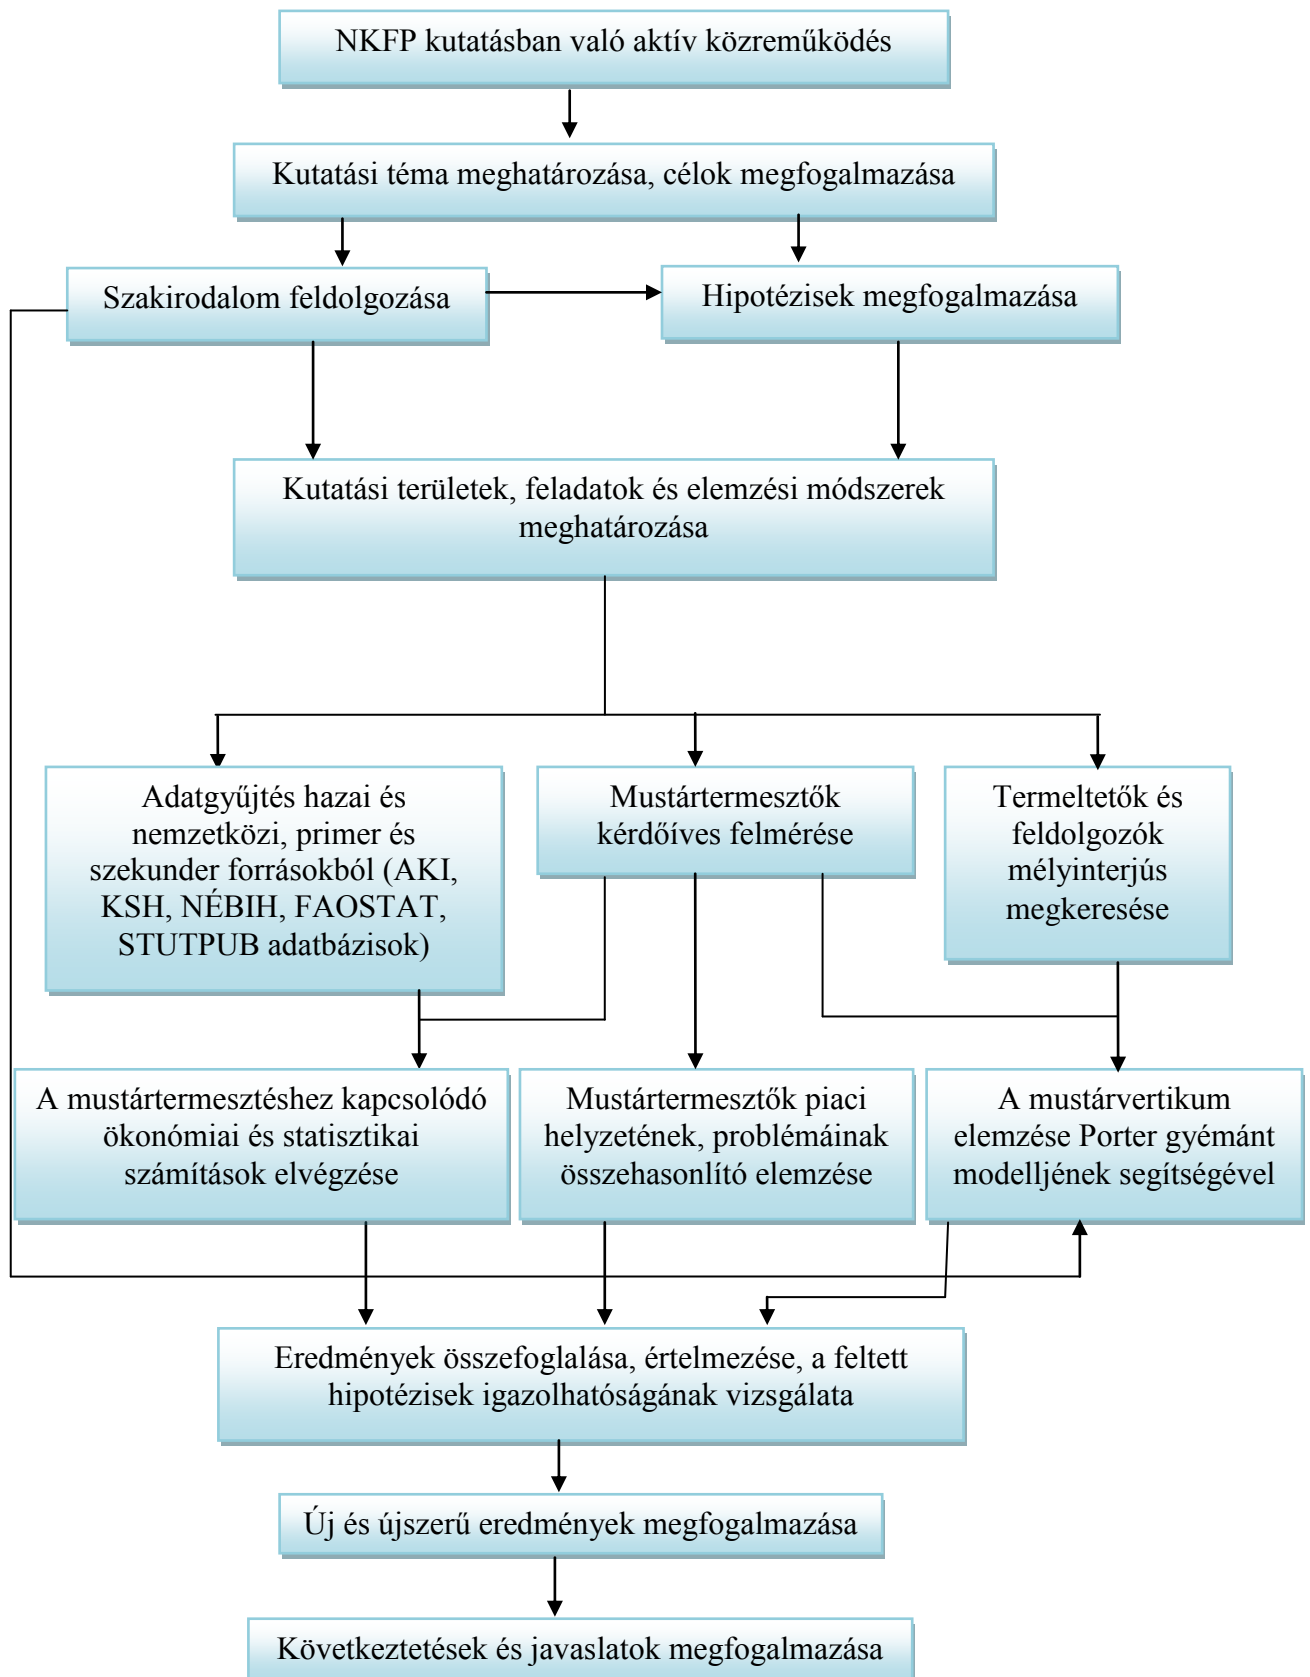 NKFP kutatásban való aktív közreműködés
Kutatási téma meghatározása, célok megfogalmazása
Szakirodalom feldolgozása
Hipotézisek megfogalmazása
Kutatási területek, feladatok és elemzési módszerek
meghatározása
Adatgyűjtés hazai és
nemzetközi, primer és
szekunder forrásokból (AKI,
KSH, NÉBIH, FAOSTAT,
STUTPUB adatbázisok)
Mustártermesztők
kérdőíves felmérése
Termeltetők és
feldolgozók
mélyinterjús
megkeresése
A mustártermesztéshez kapcsolódó
ökonómiai és statisztikai
számítások elvégzése
Mustártermesztők piaci
helyzetének, problémáinak
összehasonlító elemzése
A mustárvertikum
elemzése Porter gyémánt
modelljének segítségével
Eredmények összefoglalása, értelmezése, a feltett
hipotézisek igazolhatóságának vizsgálata
Új és újszerű eredmények megfogalmazása
Következtetések és javaslatok megfogalmazása